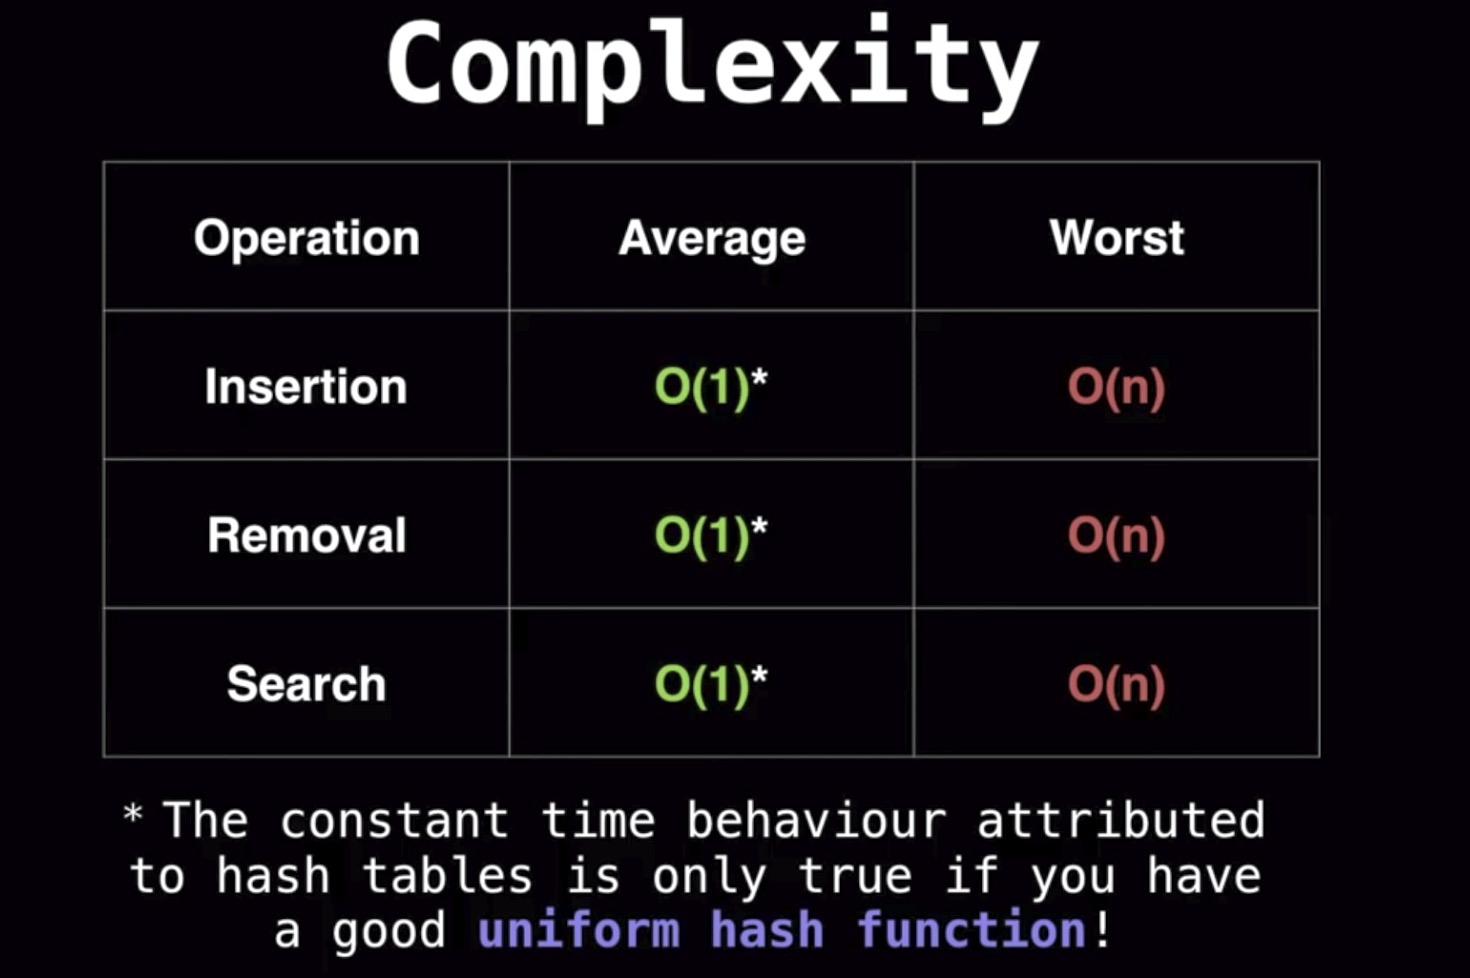 Complexity
Operation Average Worst
Insertion O(1)* O(n)
Removal O(1)* O(n)
Search O(1)* O(n)
* The constant time behaviour attributed
to hash tables is only true if you have
a good uniform hash function!